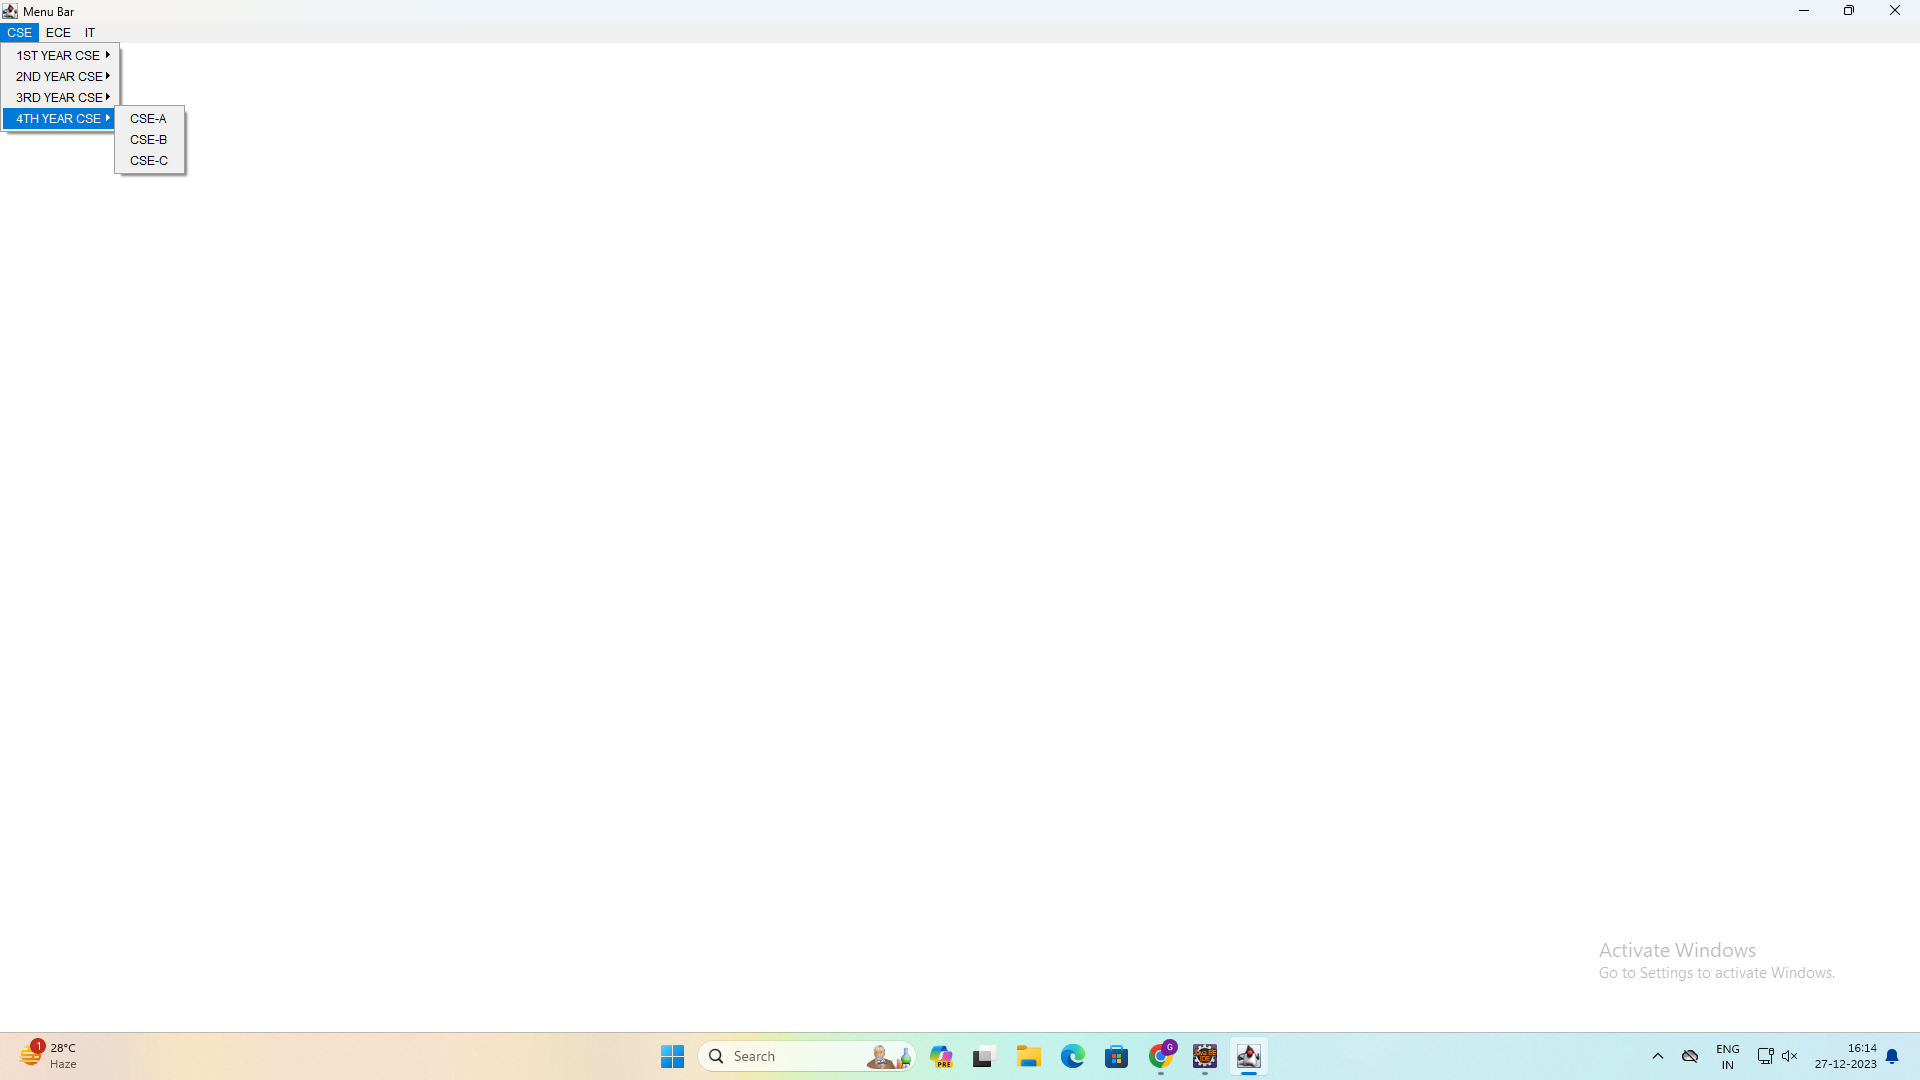 Menu Bar
CSE ECE IT
1ST YEAR CSE
2ND YEAR CSE
3RD YEAR CSE
4TH YEAR CSE
CSE-A
CSE-B
CSE-C
Activate Windows
Go to Settings to activate Windows.
1
28°C
Haze
Search
PRE
G
ENG
IN
16:14
27-12-2023